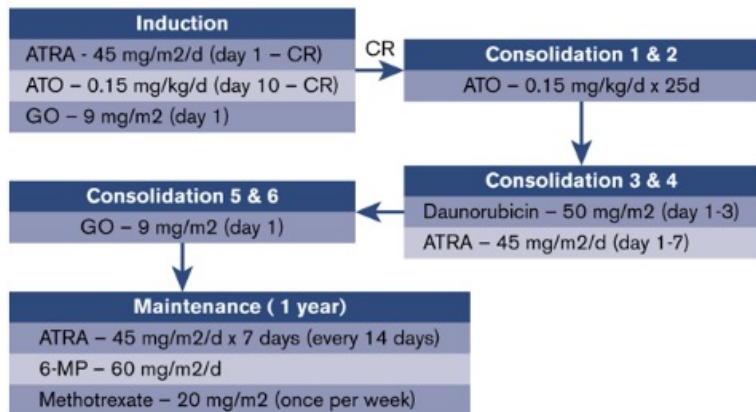 Induction
ATRA - 45 mg/m2/d (day 1 – CR)
ATO – 0.15 mg/kg/d (day 10 – CR)
GO – 9 mg/m2 (day 1)
CR
Consolidation 1 & 2
ATO – 0.15 mg/kg/d x 25d
Consolidation 3 & 4
Daunorubicin – 50 mg/m2 (day 1-3)
ATRA – 45 mg/m2/d (day 1-7)
Consolidation 5 & 6
GO – 9 mg/m2 (day 1)
Maintenance ( 1 year)
ATRA – 45 mg/m2/d x 7 days (every 14 days)
6-MP – 60 mg/m2/d
Methotrexate – 20 mg/m2 (once per week)